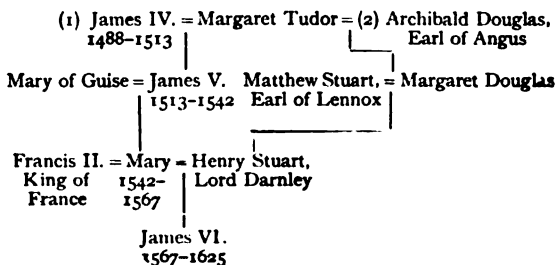 (1) James IV. = Margaret Tudor = (2) Archibald Douglas,
1488–1513 Earl of Angus
Mary of Guise = James V. Matthew Stuart, = Margaret Douglas
1513–1542 Earl of Lennox
Francis II. = Mary = Henry Stuart,
King of 1542– Lord Darnley
France 1567
James VI.
1567–1625